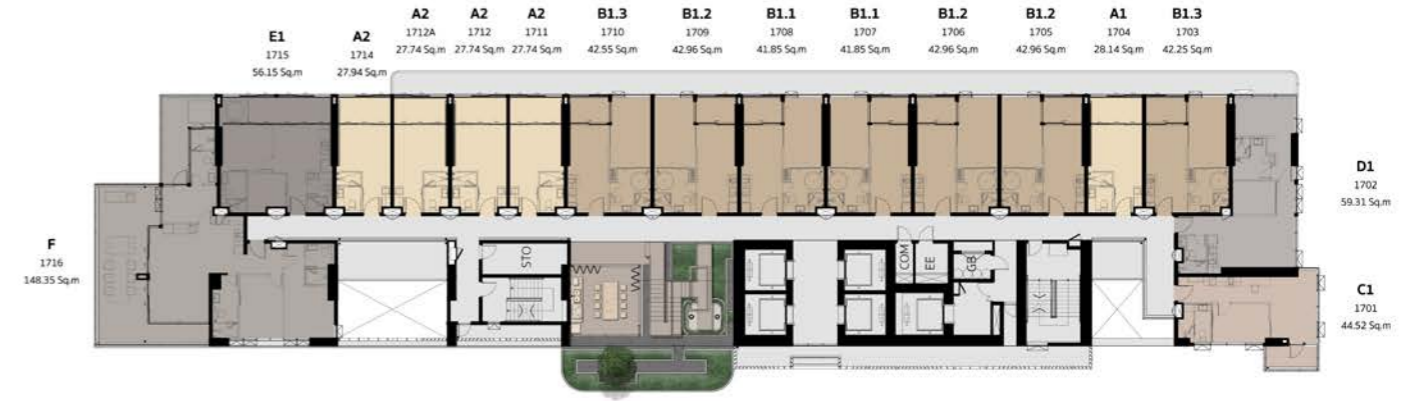 E1
1715
56.15 Sq.m
A2
1714
27.94 Sq.m
A2
1712A
27.74 Sq.m
A2
1712
27.74 Sq.m
A2
1711
27.74 Sq.m
B1.3
1710
42.55 Sq.m
B1.2
1709
42.96 Sq.m
B1.1
1708
41.85 Sq.m
B1.1
1707
41.85 Sq.m
B1.2
1706
42.96 Sq.m
B1.2
1705
42.96 Sq.m
A1
1704
28.14 Sq.m
B1.3
1703
42.25 Sq.m
D1
1702
59.31 Sq.m
F
1716
148.35 Sq.m
STO
COM
EE
GB
C1
1701
44.52 Sq.m